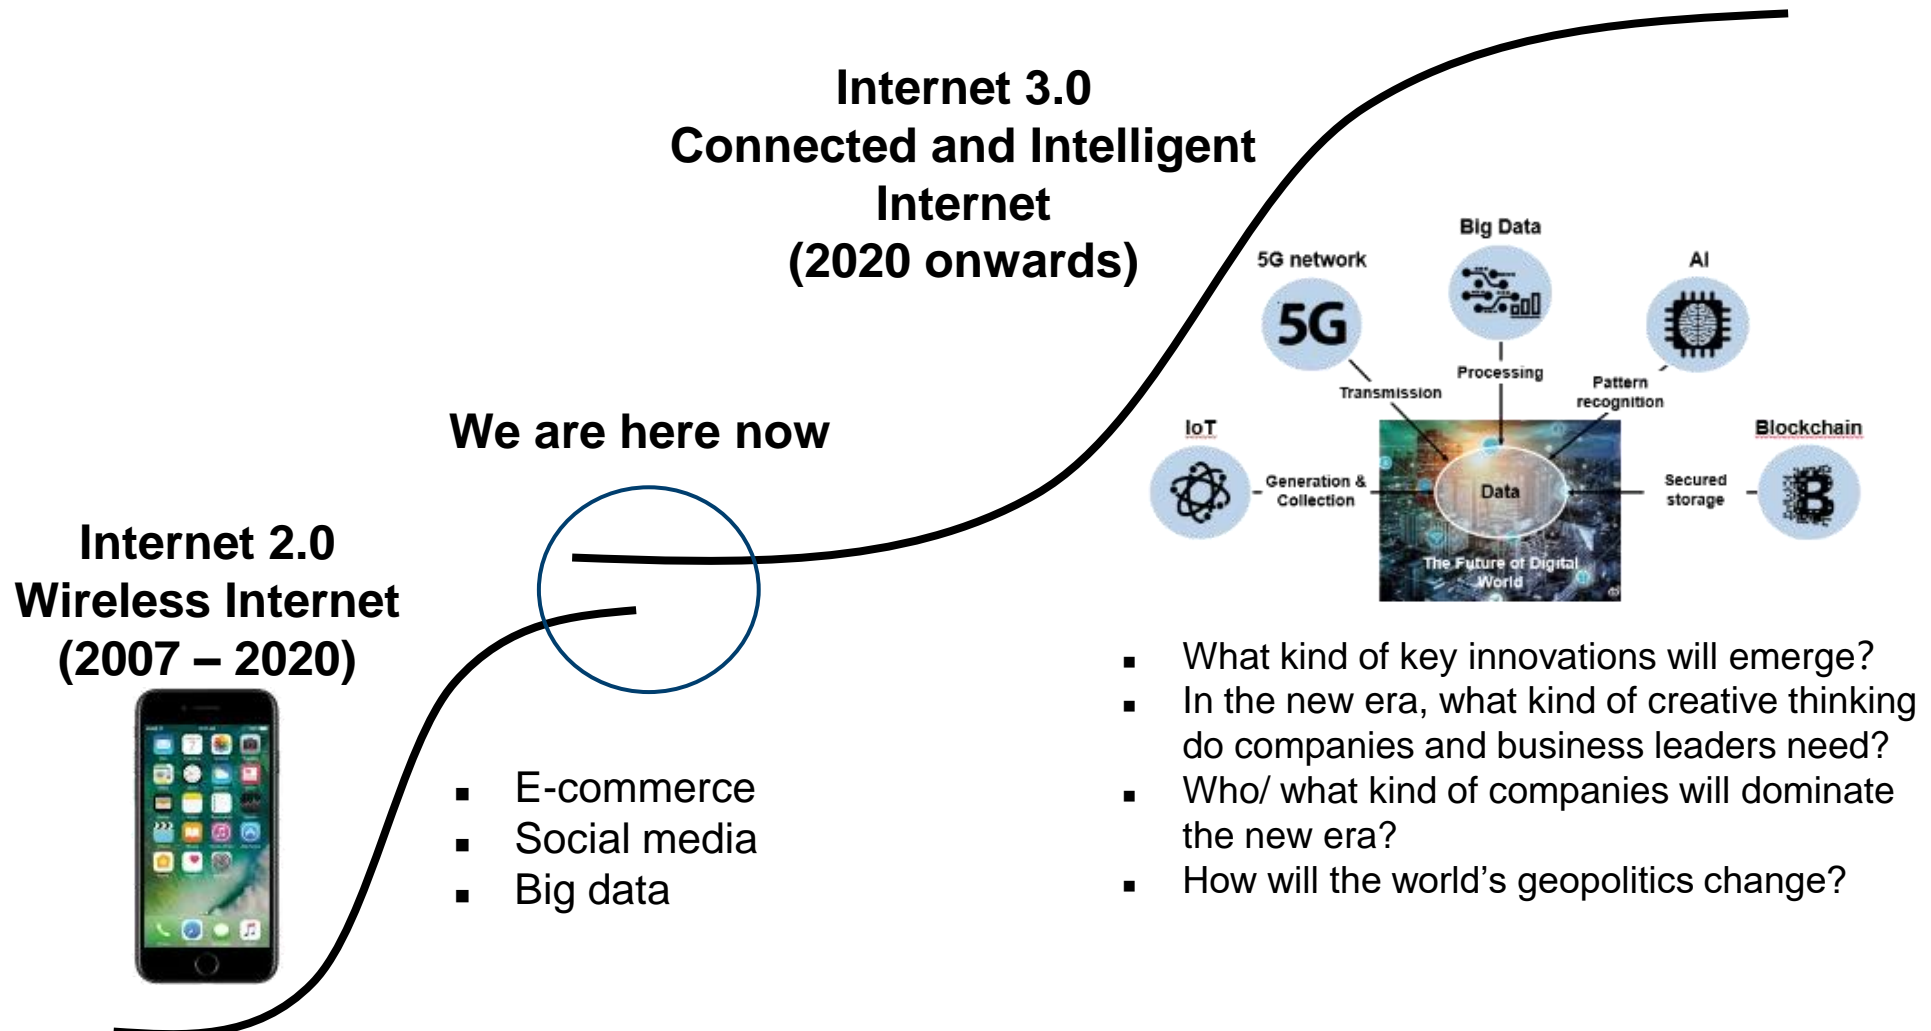 Internet 3.0
Connected and Intelligent
Internet
(2020 onwards)
We are here now
Internet 2.0
Wireless Internet
(2007 – 2020)
▪ E-commerce
▪ Social media
▪ Big data
Big Data
5G network
AI
5G
Processing
Transmission
Pattern
recognition
IoT
Blockchain
Generation &
Collection
Data
Secured
storage
The Future of Digital
World
▪ What kind of key innovations will emerge?
▪ In the new era, what kind of creative thinking
do companies and business leaders need?
▪ Who/ what kind of companies will dominate
the new era?
▪ How will the world's geopolitics change?